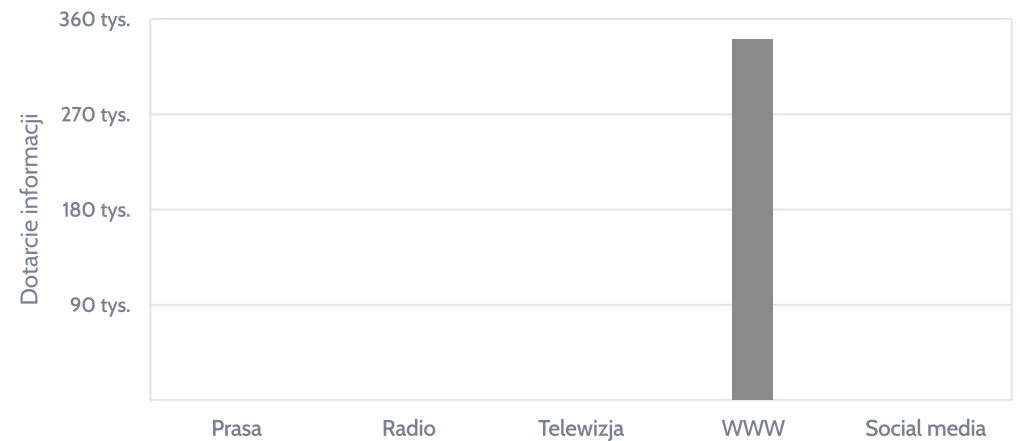 360 tys.
270 tys.
180 tys.
90 tys.
Dotarcie informacji
Prasa
Radio
Telewizja
WWW
Social media